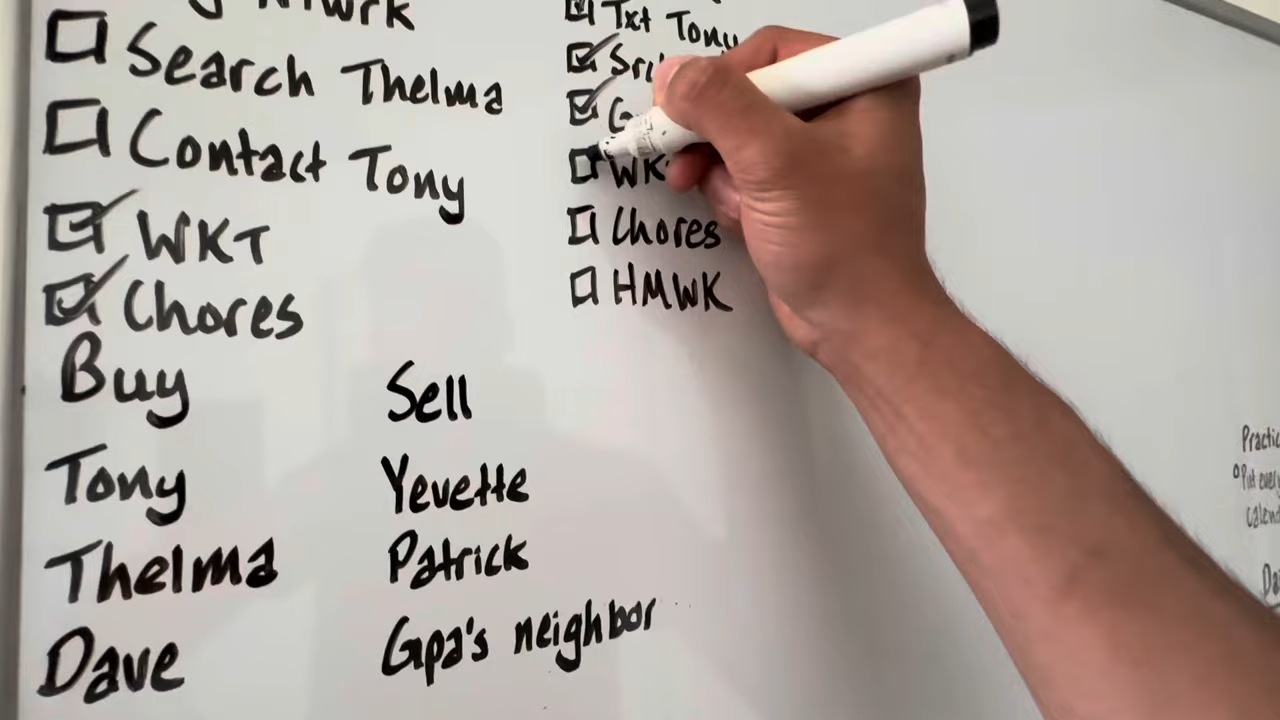 Search Thelma
Contact Tony
WKT
Chores
Buy
Tony
Thelma
Dave
Sell
Yevette
Patrick
Gpa's neighbor
Txt Tony
Chores
HMWK